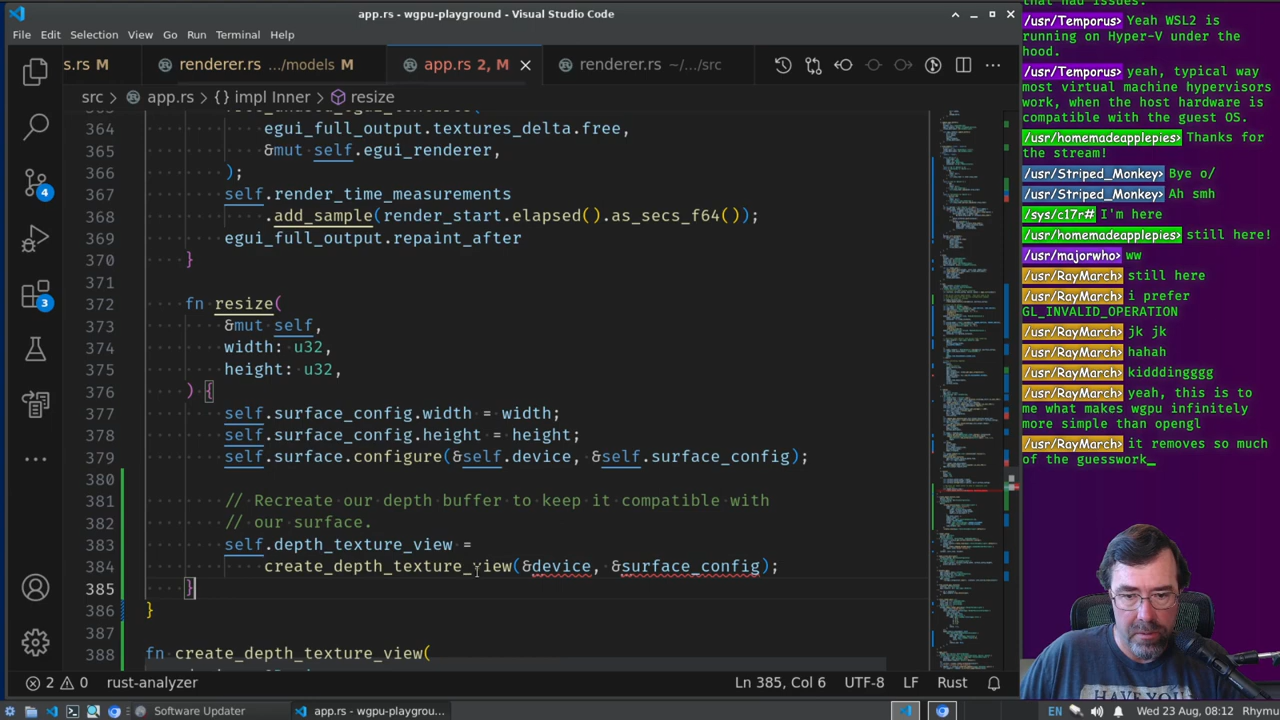 app.rs - wgpu-playground - Visual Studio Code
File Edit Selection View Go Run Terminal Help
s.rs M renderer.rs .../models M app.rs 2, M renderer.rs ~/.../src
src app.rs {} impl Inner resize
364 egui_full_output.textures_delta.free,
365 &mut self.egui_renderer,
366 );
367 self.render_time_measurements
368 .add_sample(render_start.elapsed().as_secs_f64());
369 egui_full_output.repaint_after
370 }
371
372 fn resize(
373 &mut self,
374 width: u32,
375 height: u32,
376 ) {
377 self.surface_config.width = width;
378 self.surface_config.height = height;
379 self.surface.configure(&self.device, &self.surface_config);
380
381 // depth buffer to keep it compatible with
382 // our surface.
383 self.depth_texture_view =
384 create_depth_texture_view(&device, &surface_config);
385 }
386 }
387
fn create_depth_texture_view(
2 0 rust-analyzer Ln 385, Col 6 UTF-8 LF Rust
Software Updater app.rs - wgpu-playgrou... EN Wed 23 Aug, 08:12 Rhymu
that had issues.
/usr/Temporus> Yeah WSL2 is
running on Hyper-V under the
hood.
/usr/Temporus> yeah, typical way
most virtual machine hypervisors
work, when the host hardware is
compatible with the guest OS.
/usr/homemadeapplepies> Thanks for
the stream!
/usr/Striped_Monkey> Bye o/
/usr/Striped_Monkey> Ah smh
/sys/c17r# I'm here
/usr/homemadeapplepies> still here!
/usr/majorwho> ww
/usr/RayMarch> still here
/usr/RayMarch> i prefer
GL_INVALID_OPERATION
/usr/RayMarch> jk jk
/usr/RayMarch> hahah
/usr/RayMarch> kidddingggg
/usr/RayMarch> yeah, this is to
me what makes wgpu infinitely
more simple than opengl
/usr/RayMarch> it removes so much
of the guesswork_
4
3
HAVE YOU